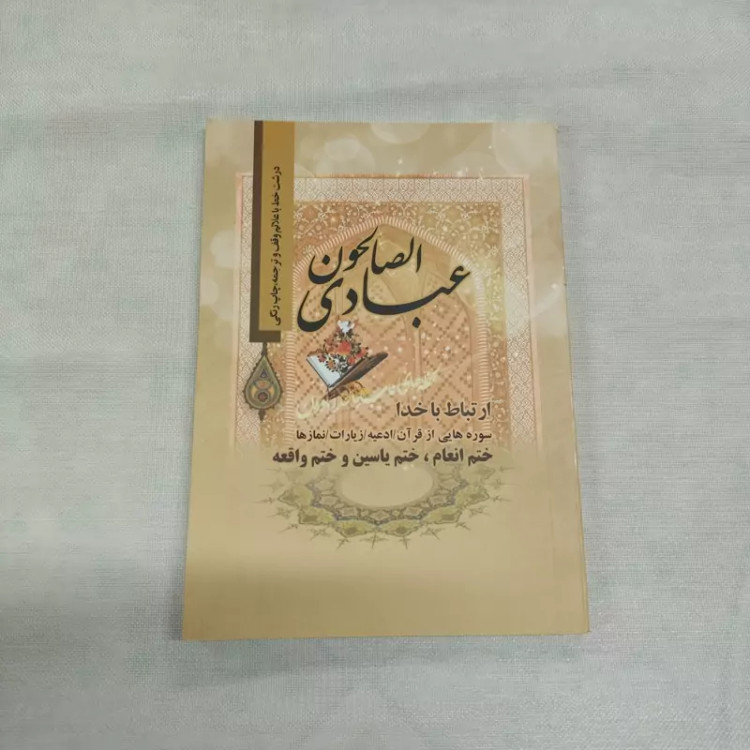 درشت خط با علائم وقف و ترجمه، چاپ رنگی
عبادی الصالحون
ارتباط با خدا
سوره هایی از قرآن/ادعیه/زیارات/نمازها
ختم انعام، ختم یاسین و ختم واقعه